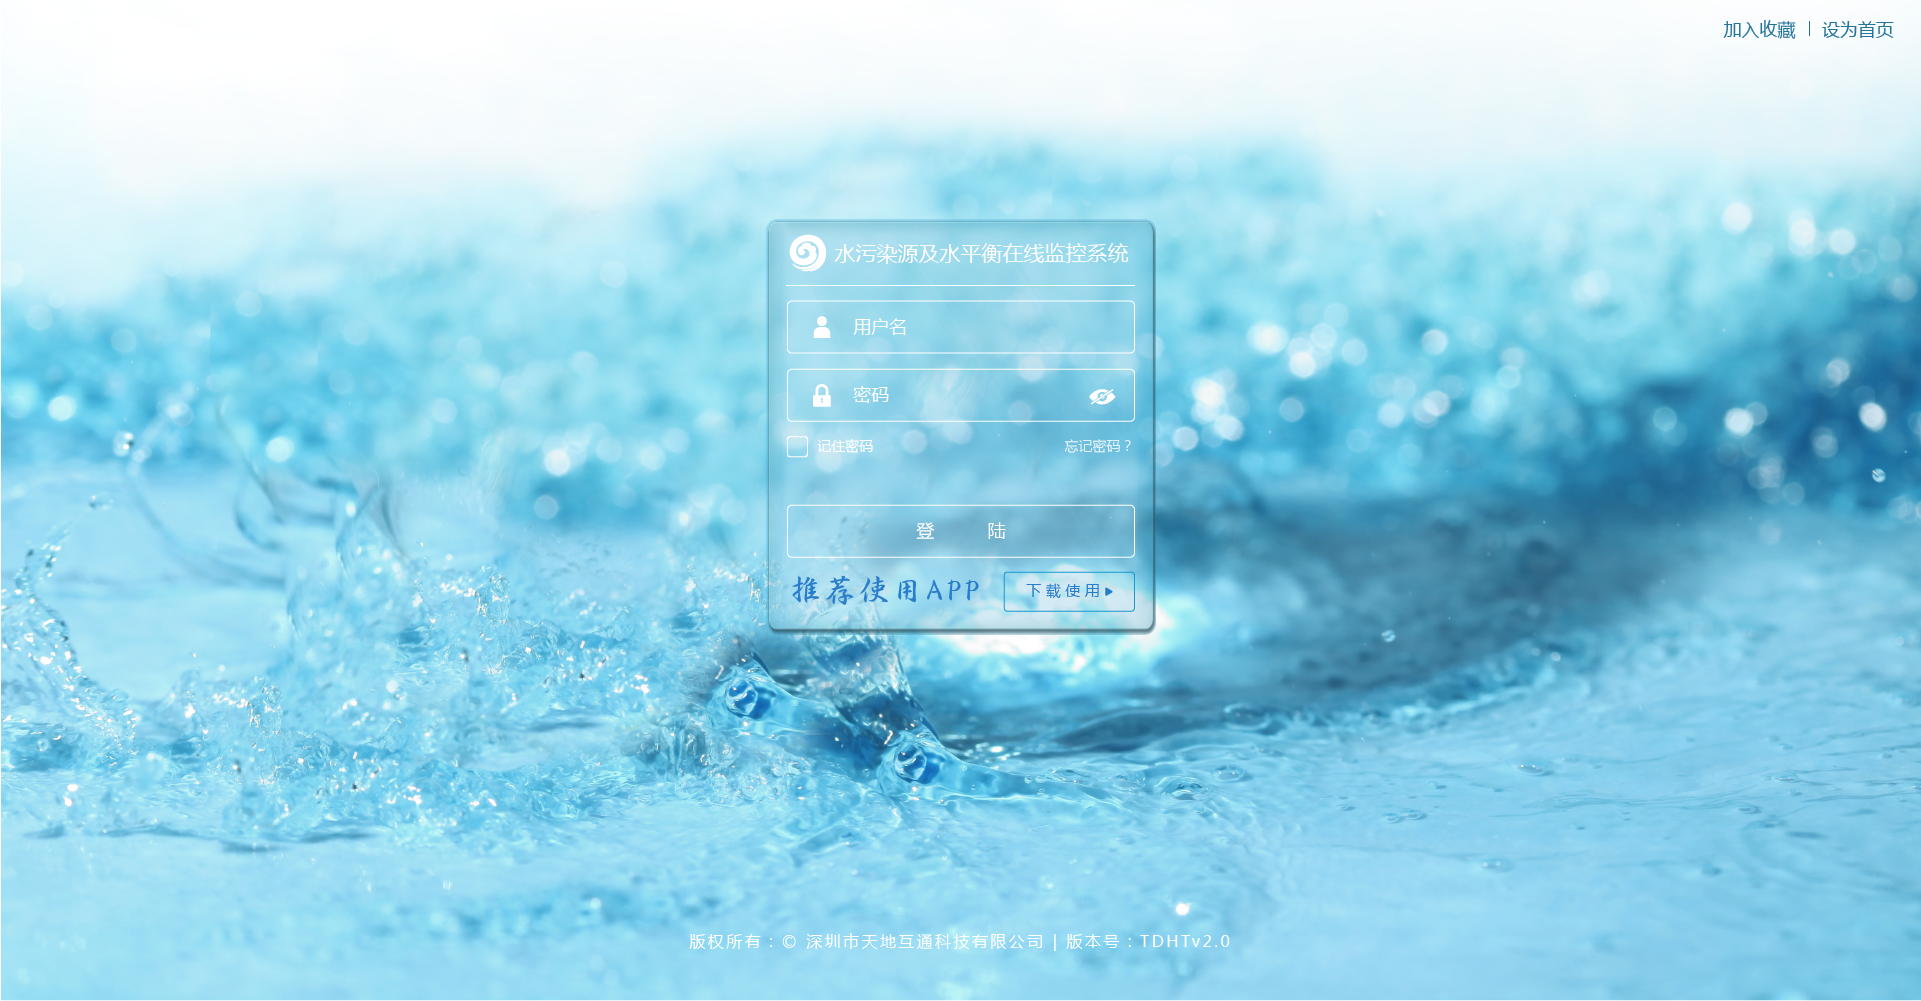 加入收藏 | 设为首页
水污染源及水平衡在线监控系统
用户名
密码
记住密码 忘记密码？
登 陆
推荐使用APP 下载使用
版权所有：© 深圳市天地互通科技有限公司 | 版本号：TDHTv2.0